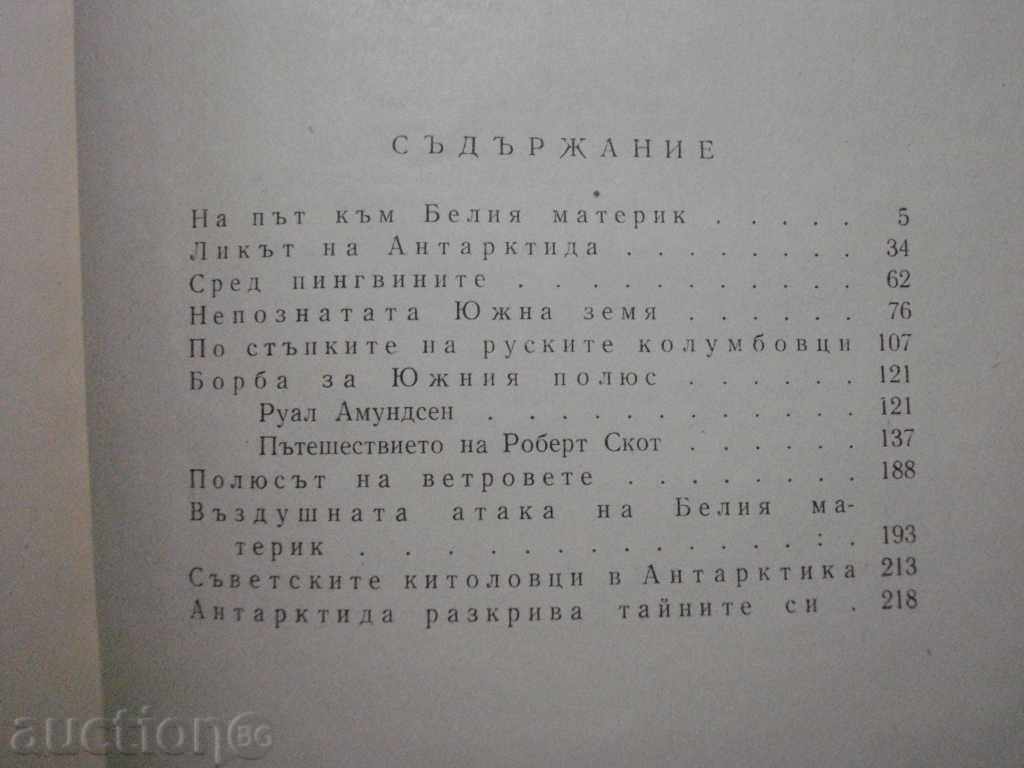 СЪДЪРЖАНИЕ
На път към Белия материк . . . . . 5
Ликът на Антарктида . . . . . . . . 34
Сред пингвините . . . . . . . . . . . 62
Непознатата Южна земя . . . . . . 76
По стъпките на руските колумбовци 107
Борба за Южния полюс . . . . . . 121
Руал Амундсен . . . . . . . . . . . . 121
Пътешествието на Роберт Скот . . . . . . 137
Полюсът на ветровете . . . . . . . . 188
Въздушната атака на Белия ма-
терик . . . . . . . . . . . . . : . 193
Съветските китоловци в Антарктика 213
Антарктида разкрива тайните си . 218
auction BG